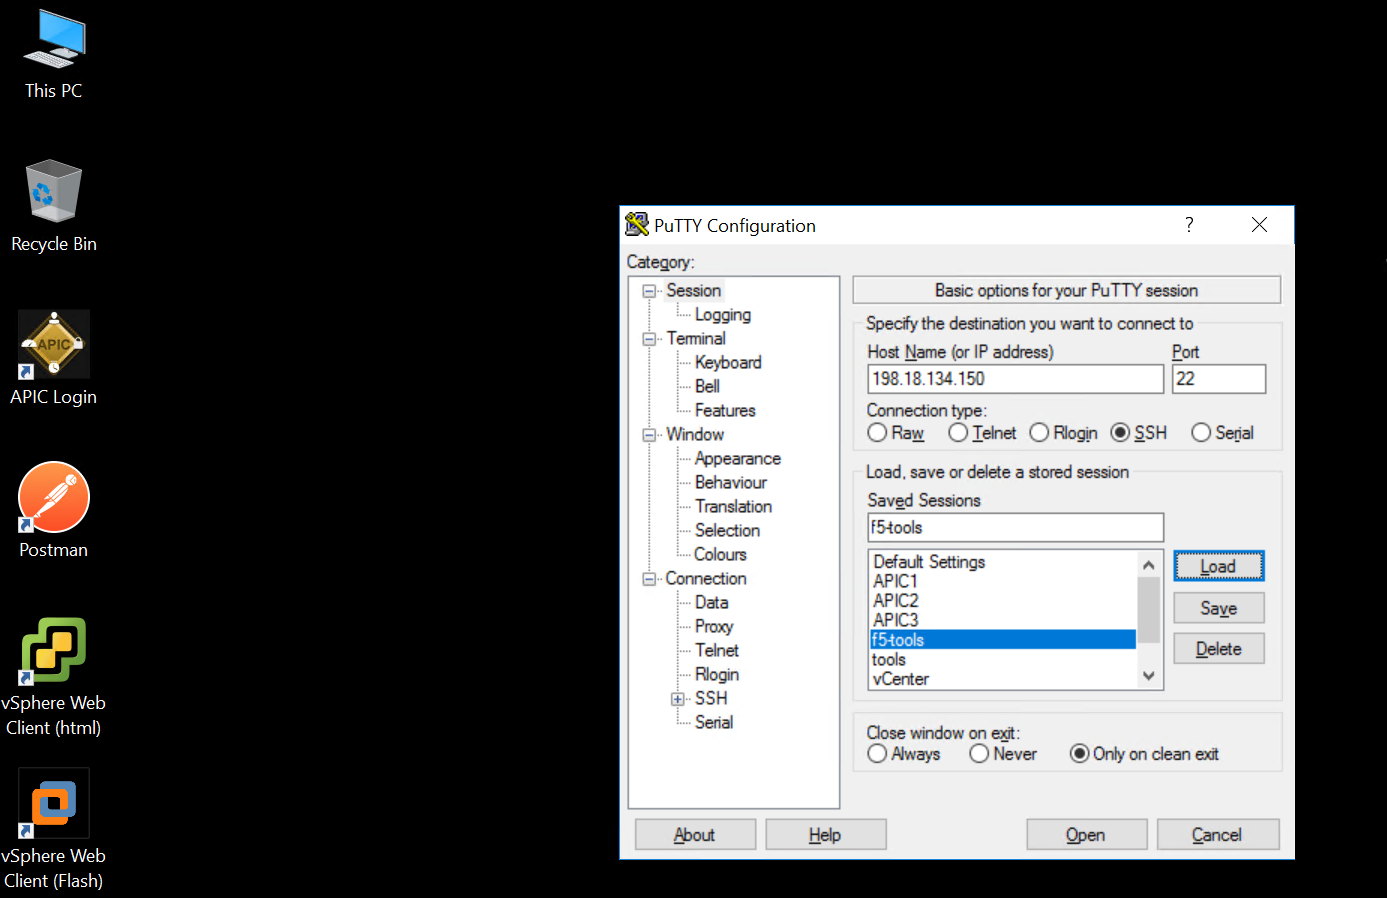 This PC
Recycle Bin
APIC
APIC Login
Postman
vSphere Web
Client (html)
vSphere Web
Client (Flash)
PuTTY Configuration
?
Category:
Session
Logging
Terminal
Keyboard
Bell
Features
Window
Appearance
Behaviour
Translation
Selection
Colours
Connection
Data
Proxy
Telnet
Rlogin
SSH
Serial
Basic options for your PuTTY session
Specify the destination you want to connect to
Host Name (or IP address) Port
198.18.134.150 22
Connection type:
Raw Telnet Rlogin SSH Serial
Load, save or delete a stored session
Saved Sessions
f5-tools
Default Settings
APIC1
APIC2
APIC3
f5-tools
tools
vCenter
Load
Save
Delete
Close window on exit:
Always Never Only on clean exit
About Help Open Cancel